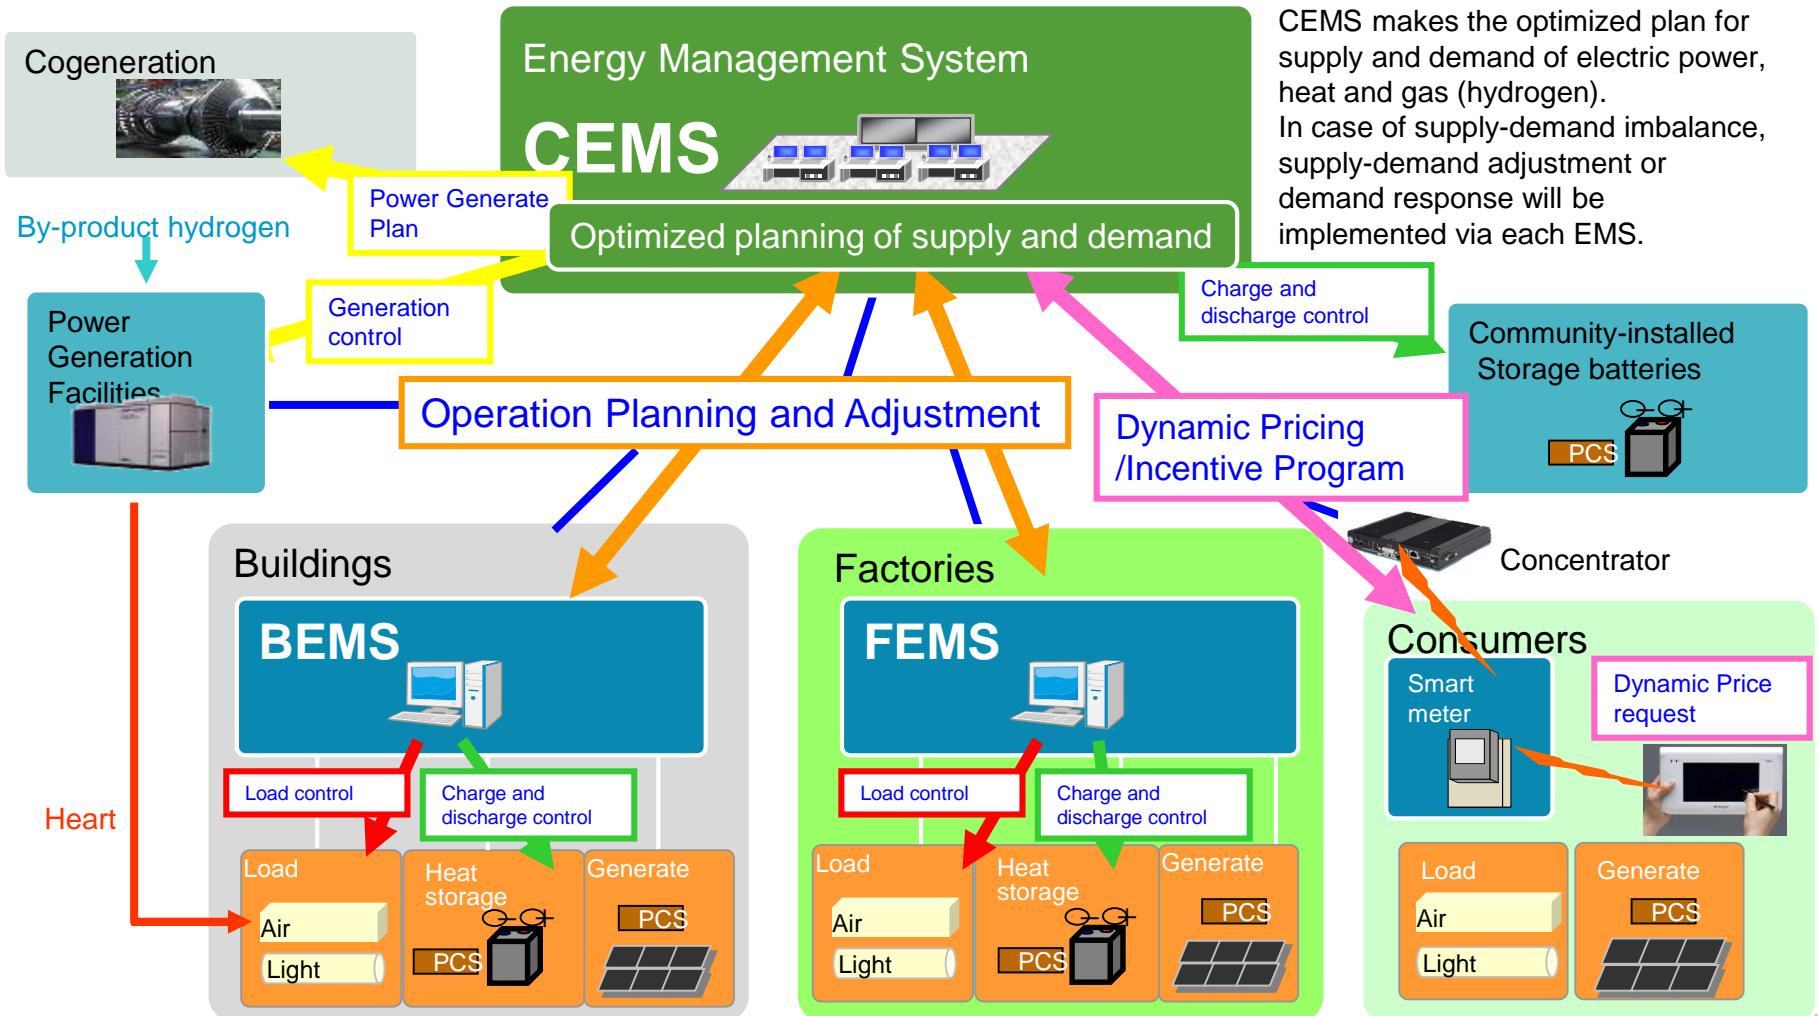 Cogeneration
Energy Management System
CEMS
CEMS makes the optimized plan for
supply and demand of electric power,
heat and gas (hydrogen).
In case of supply-demand imbalance,
supply-demand adjustment or
demand response will be
implemented via each EMS.
Power Generate
Plan
By-product hydrogen
Optimized planning of supply and demand
Generation
control
Charge and
discharge control
Power
Generation
Facilities
Community-installed
Storage batteries
PCS
Operation Planning and Adjustment
Dynamic Pricing
/Incentive Program
Concentrator
Buildings
BEMS
Load control
Charge and
discharge control
Heart
Load
Air
Light
Heat
storage
PCS
Generate
PCS
Factories
FEMS
Load control
Charge and
discharge control
Load
Air
Light
Heat
storage
PCS
Generate
PCS
Consumers
Smart
meter
Dynamic Price
request
Load
Air
Light
Generate
PCS